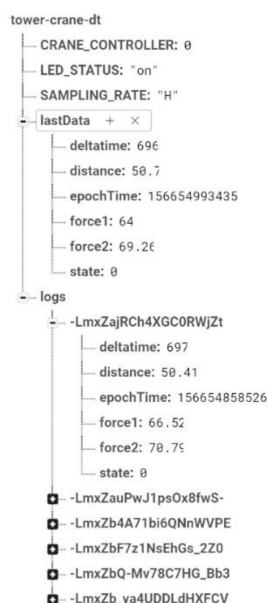 tower-crane-dt
CRANE_CONTROLLER: 0
LED_STATUS: "on"
SAMPLING_RATE: "H"
lastData + ×
deltatime: 696
distance: 50.7
epochTime: 156654993435
force1: 64
force2: 69.26
state: 0
logs
-LmxZajRCh4XGC0RWjZt
deltatime: 697
distance: 50.41
epochTime: 156654858526
force1: 66.52
force2: 70.79
state: 0
-LmxZauPwJ1psOx8fwS-
-LmxZb4A71bi6QNnWVPE
-LmxZbF7z1NsEhGs_2Z0
-LmxZbQ-Mv78C7HG_Bb3
-LmxZb_ya4UDDLdHXFCV